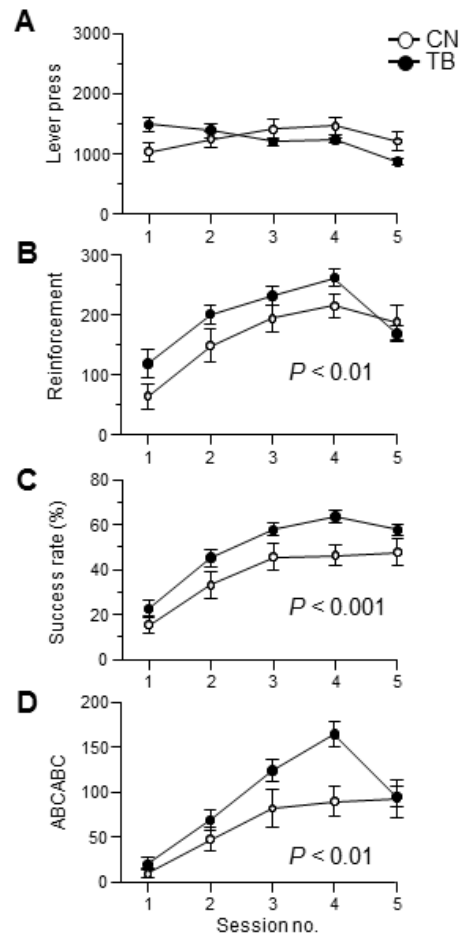 A
CN
TB
Lever press
3000
2000
1000
0
1 2 3 4 5
B
Reinforcement
300
200
100
0
P < 0.01
1 2 3 4 5
C
Success rate (%)
80
60
40
20
0
P < 0.001
1 2 3 4 5
D
ABCABC
200
150
100
50
0
P < 0.01
1 2 3 4 5
Session no.